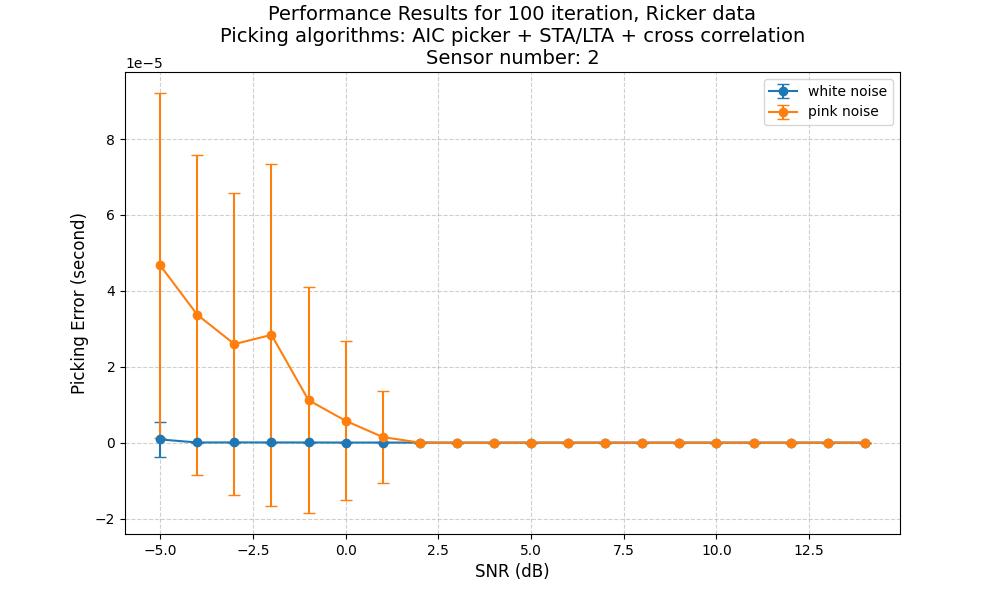 Performance Results for 100 iteration, Ricker data
Picking algorithms: AIC picker + STA/LTA + cross correlation
Sensor number: 2
1e−5
white noise
pink noise
8
6
4
2
0
−2
Picking Error (second)
−5.0 −2.5 0.0 2.5 5.0 7.5 10.0 12.5
SNR (dB)